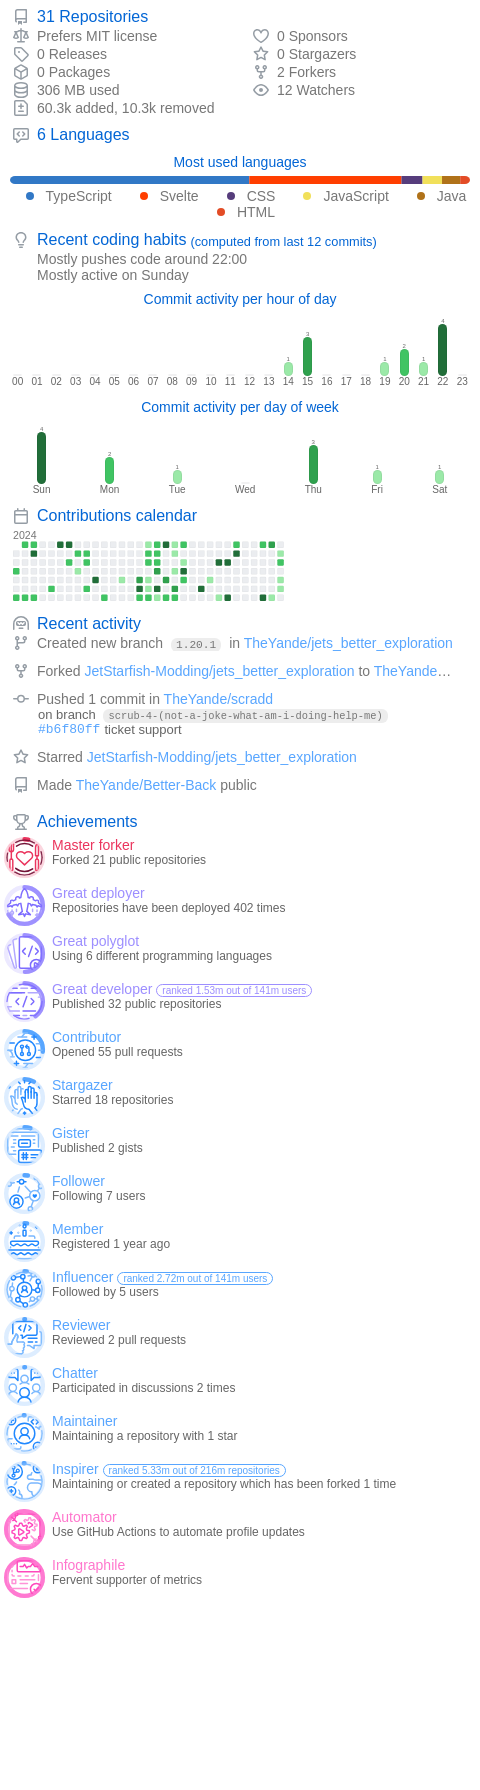 31 Repositories
Prefers MIT license
0 Sponsors
0 Releases
0 Stargazers
0 Packages
2 Forkers
306 MB used
12 Watchers
60.3k added, 10.3k removed
6 Languages
Most used languages
TypeScript Svelte CSS JavaScript Java
HTML
Recent coding habits (computed from last 12 commits)
Mostly pushes code around 22:00
Mostly active on Sunday
Commit activity per hour of day
1 3 1 2 1 4
00 01 02 03 04 05 06 07 08 09 10 11 12 13 14 15 16 17 18 19 20 21 22 23
Commit activity per day of week
4 2 1 3 1 1
Sun Mon Tue Wed Thu Fri Sat
Contributions calendar
2024
Recent activity
Created new branch 1.20.1 in TheYande/jets_better_exploration
Forked JetStarfish-Modding/jets_better_exploration to TheYande…
Pushed 1 commit in TheYande/scradd
on branch scrub-4-(not-a-joke-what-am-i-doing-help-me)
#b6f80ff ticket support
Starred JetStarfish-Modding/jets_better_exploration
Made TheYande/Better-Back public
Achievements
Master forker
Forked 21 public repositories
Great deployer
Repositories have been deployed 402 times
Great polyglot
Using 6 different programming languages
Great developer ranked 1.53m out of 141m users
Published 32 public repositories
Contributor
Opened 55 pull requests
Stargazer
Starred 18 repositories
Gister
Published 2 gists
Follower
Following 7 users
Member
Registered 1 year ago
Influencer ranked 2.72m out of 141m users
Followed by 5 users
Reviewer
Reviewed 2 pull requests
Chatter
Participated in discussions 2 times
Maintainer
Maintaining a repository with 1 star
Inspirer ranked 5.33m out of 216m repositories
Maintaining or created a repository which has been forked 1 time
Automator
Use GitHub Actions to automate profile updates
Infographile
Fervent supporter of metrics